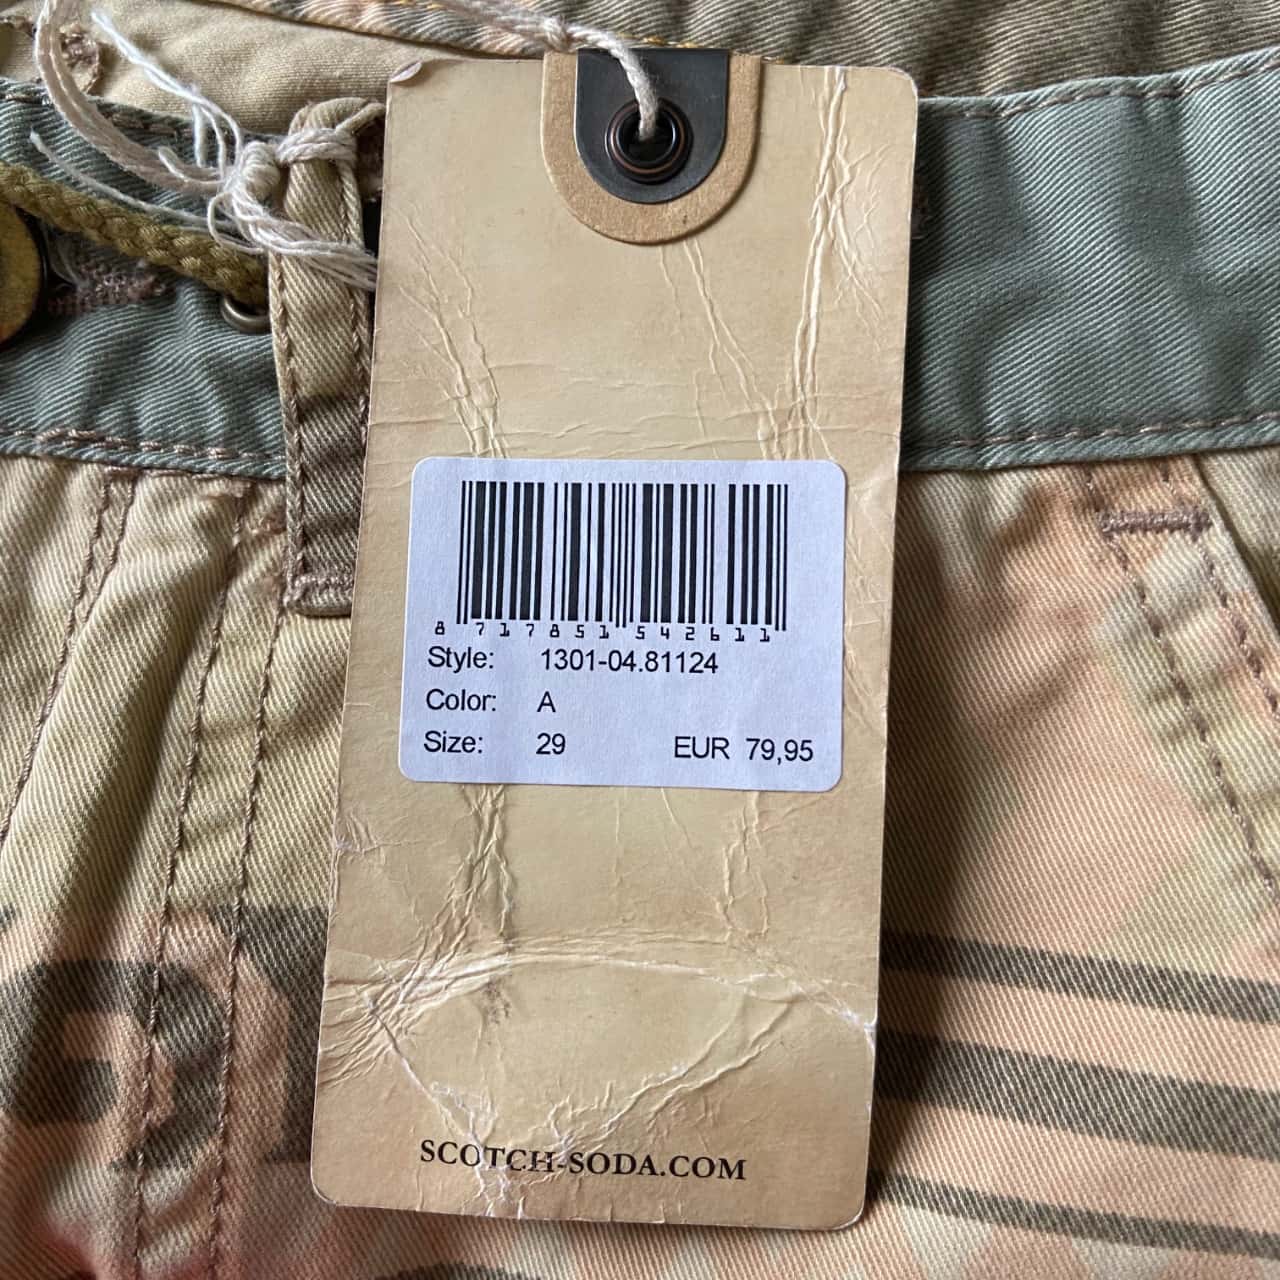 8 717851 542611
Style: 1301-04.81124
Color: A
Size: 29 EUR 79,95
SCOTCH-SODA.COM